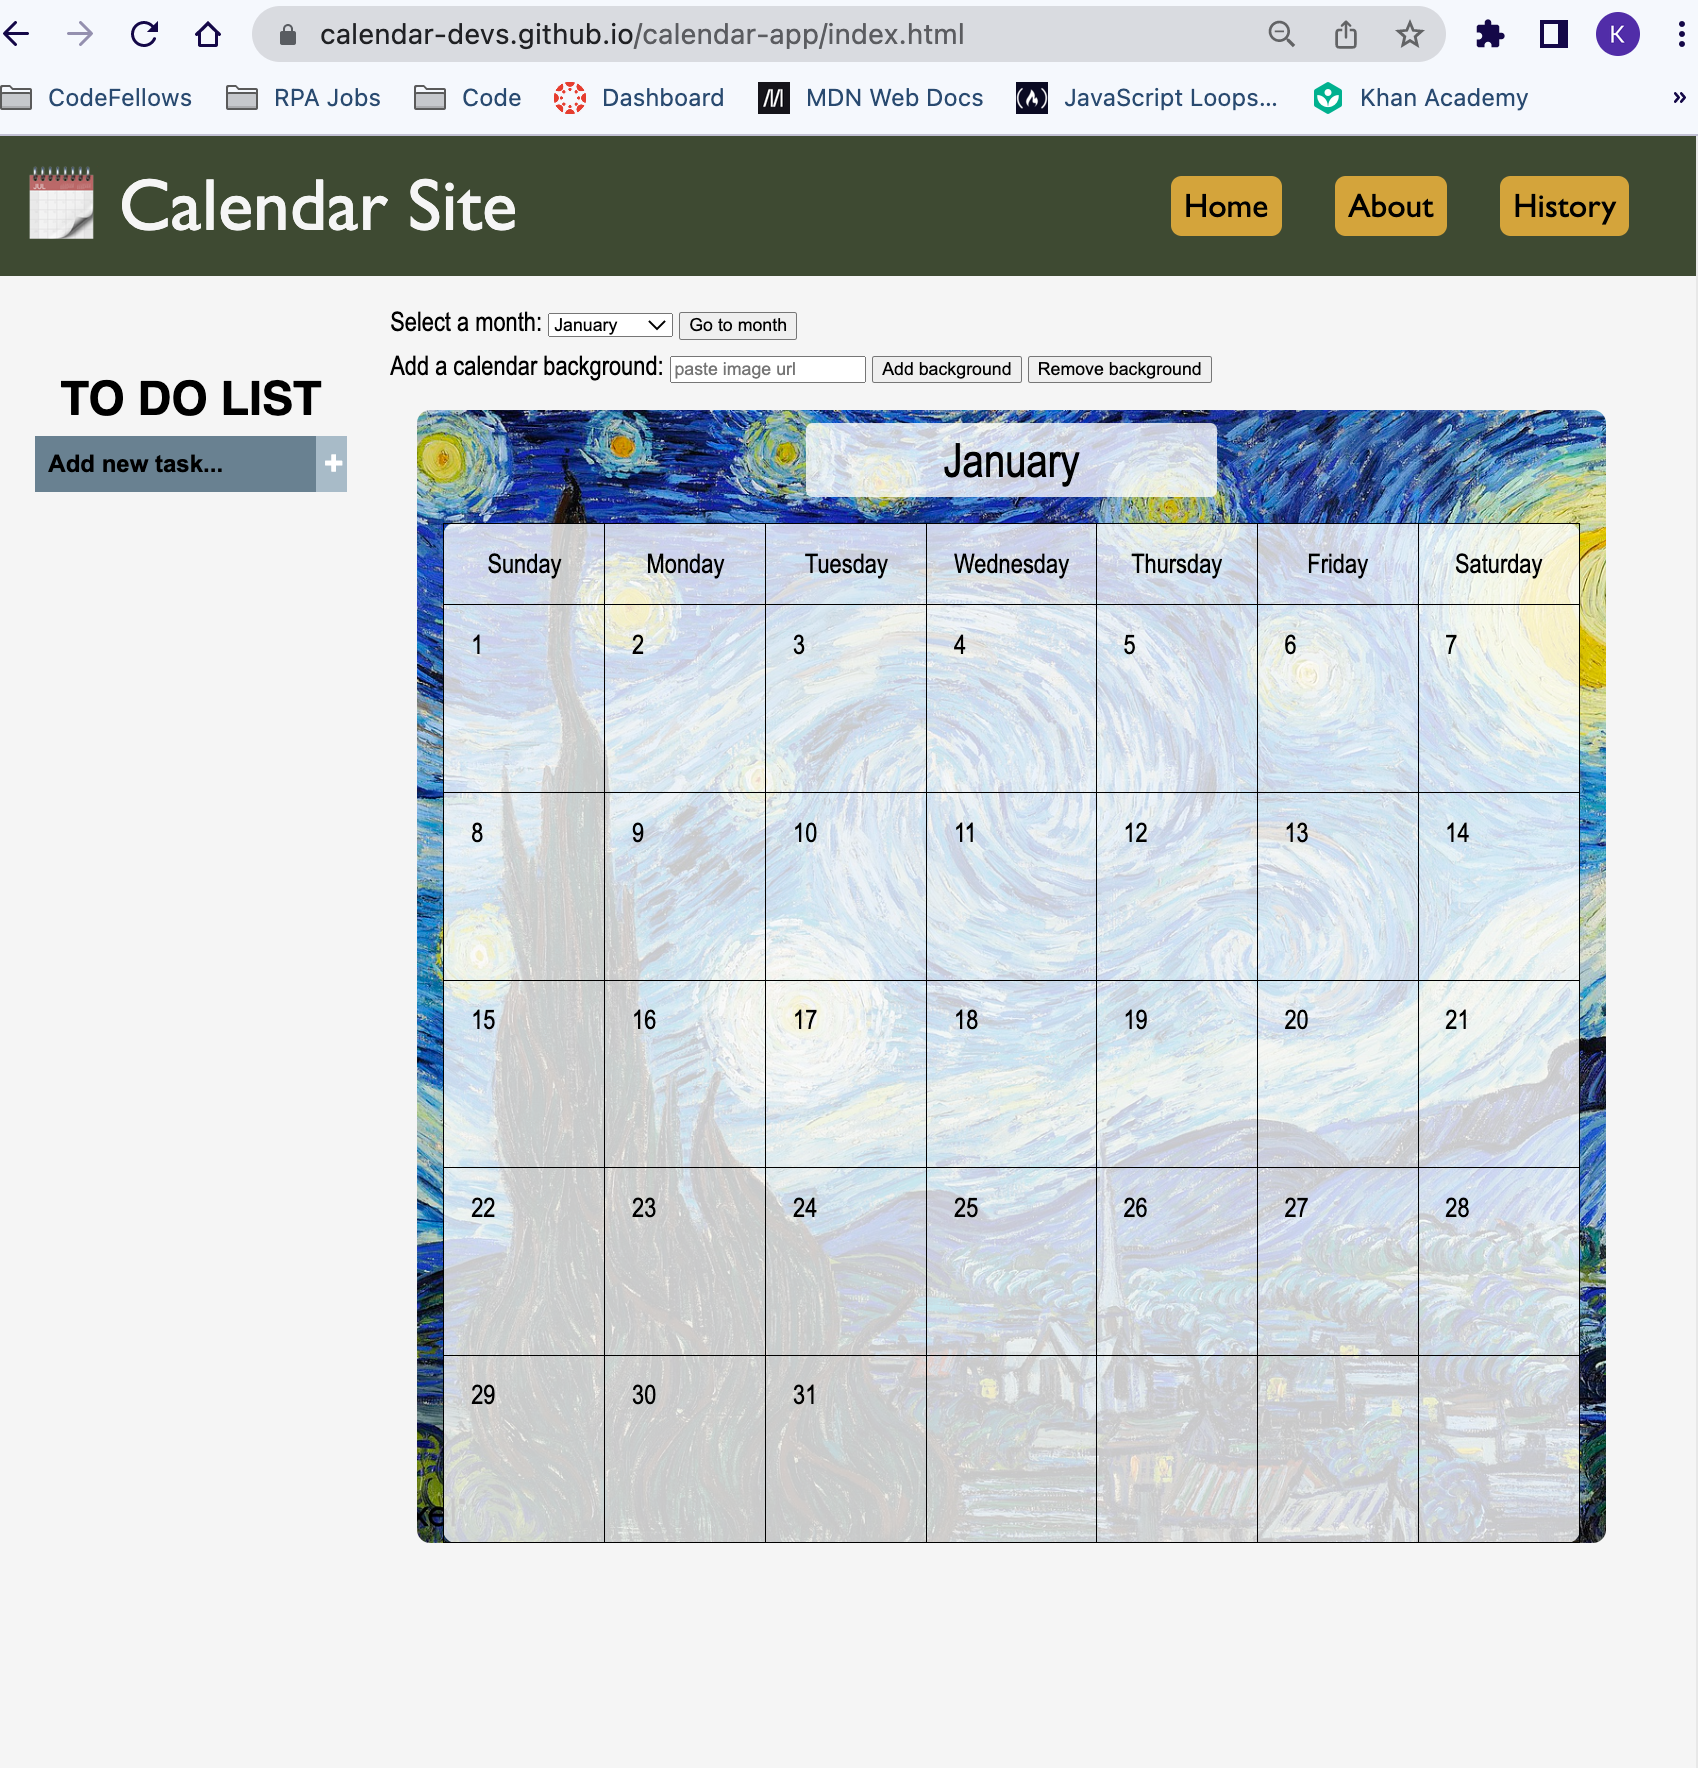 calendar-devs.github.io/calendar-app/index.html
K
CodeFellows RPA Jobs Code Dashboard MDN Web Docs JavaScript Loops... Khan Academy »
JUL
Calendar Site Home About History
Select a month: January Go to month
Add a calendar background: paste image url Add background Remove background
TO DO LIST
Add new task... +
January
Sunday Monday Tuesday Wednesday Thursday Friday Saturday
1 2 3 4 5 6 7
8 9 10 11 12 13 14
15 16 17 18 19 20 21
22 23 24 25 26 27 28
29 30 31